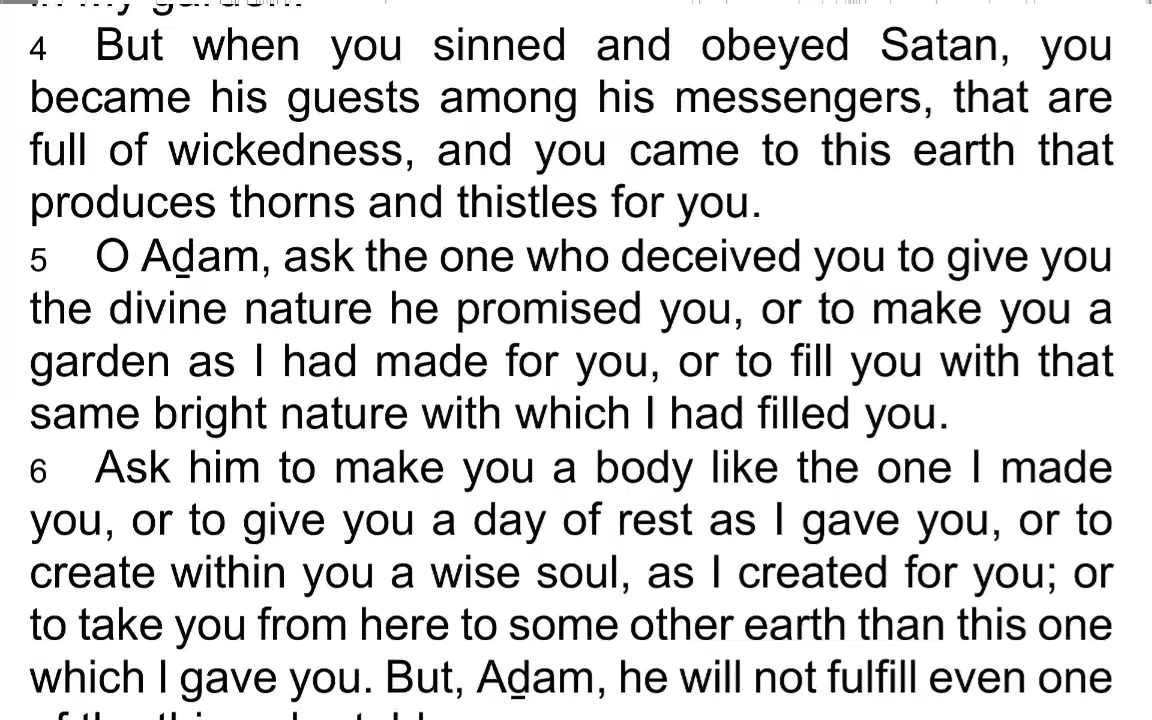 in my garden.
4 But when you sinned and obeyed Satan, you
became his guests among his messengers, that are
full of wickedness, and you came to this earth that
produces thorns and thistles for you.
5 O Aḏam, ask the one who deceived you to give you
the divine nature he promised you, or to make you a
garden as I had made for you, or to fill you with that
same bright nature with which I had filled you.
6 Ask him to make you a body like the one I made
you, or to give you a day of rest as I gave you, or to
create within you a wise soul, as I created for you; or
to take you from here to some other earth than this one
which I gave you. But, Aḏam, he will not fulfill even one